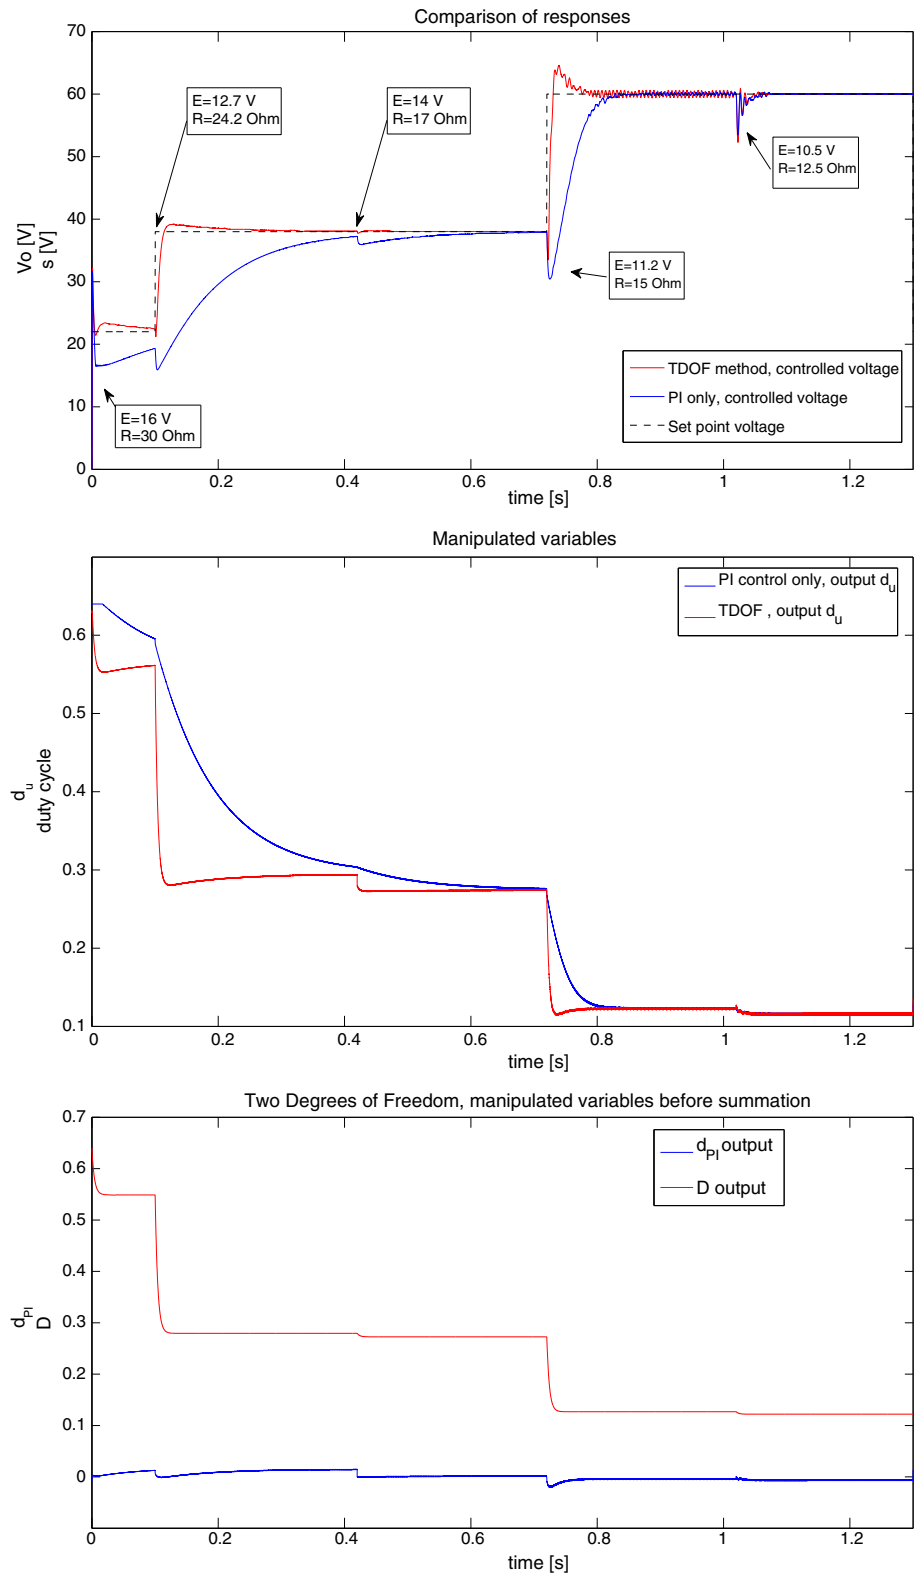 Comparison of responses
70
60
50
40
30
20
10
0
Vo [V]
s [V]
E=12.7 V
R=24.2 Ohm
E=14 V
R=17 Ohm
E=10.5 V
R=12.5 Ohm
E=11.2 V
R=15 Ohm
E=16 V
R=30 Ohm
TDOF method, controlled voltage
PI only, controlled voltage
Set point voltage
0 0.2 0.4 0.6 0.8 1 1.2
time [s]
Manipulated variables
PI control only, output d_u
TDOF , output d_u
0.6
0.5
0.4
0.3
0.2
0.1
d_u
duty cycle
0 0.2 0.4 0.6 0.8 1 1.2
time [s]
Two Degrees of Freedom, manipulated variables before summation
0.7
0.6
0.5
0.4
0.3
0.2
0.1
0
d_PI
D
d_PI output
D output
0 0.2 0.4 0.6 0.8 1 1.2
time [s]